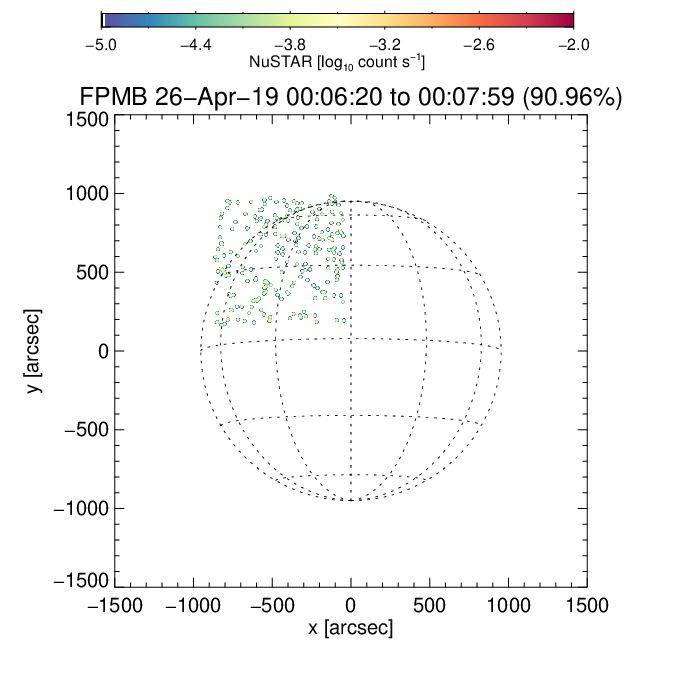 −5.0 −4.4 −3.8 −3.2 −2.6 −2.0
NuSTAR [log₁₀ count s⁻¹]
FPMB 26−Apr−19 00:06:20 to 00:07:59 (90.96%)
1500
1000
500
0
−500
−1000
−1500
y [arcsec]
−1500 −1000 −500 0 500 1000 1500
x [arcsec]